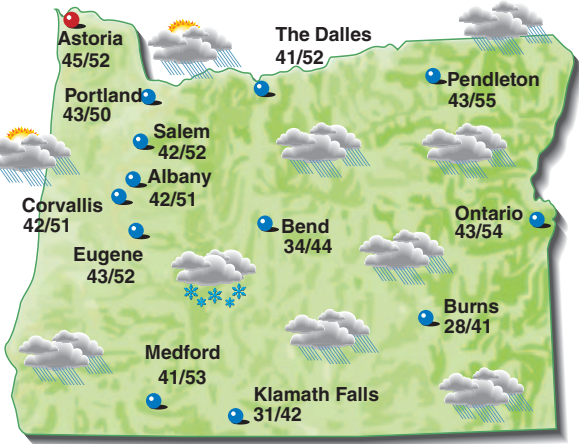 Astoria
45/52
The Dalles
41/52
Portland
43/50
Pendleton
43/55
Salem
42/52
Albany
42/51
Corvallis
42/51
Eugene
43/52
Bend
34/44
Ontario
43/54
Burns
28/41
Medford
41/53
Klamath Falls
31/42